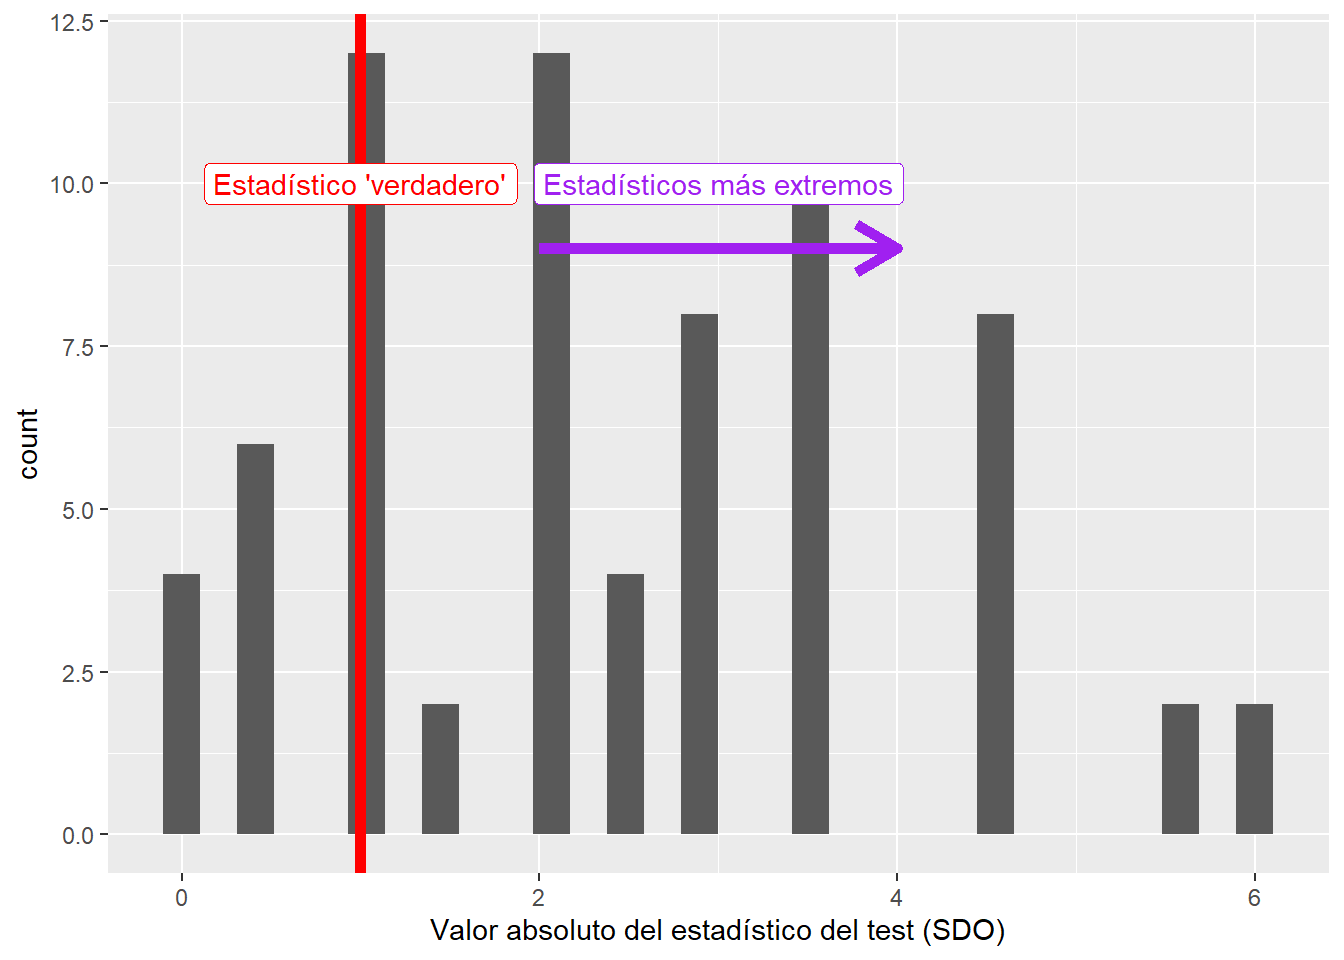 12.5
10.0
7.5
5.0
2.5
0.0
count
Estadístico 'verdadero'
Estadísticos más extremos
0
2
4
6
Valor absoluto del estadístico del test (SDO)